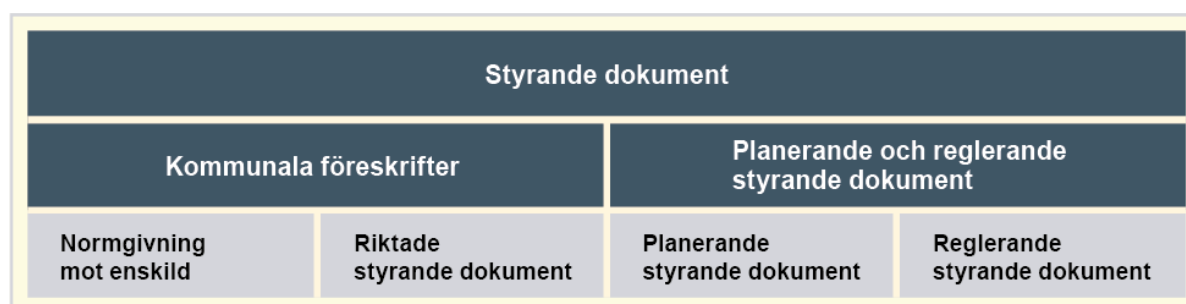 Styrande dokument
Kommunala föreskrifter
Planerande och reglerande
styrande dokument
Normgivning
mot enskild
Riktade
styrande dokument
Planerande
styrande dokument
Reglerande
styrande dokument